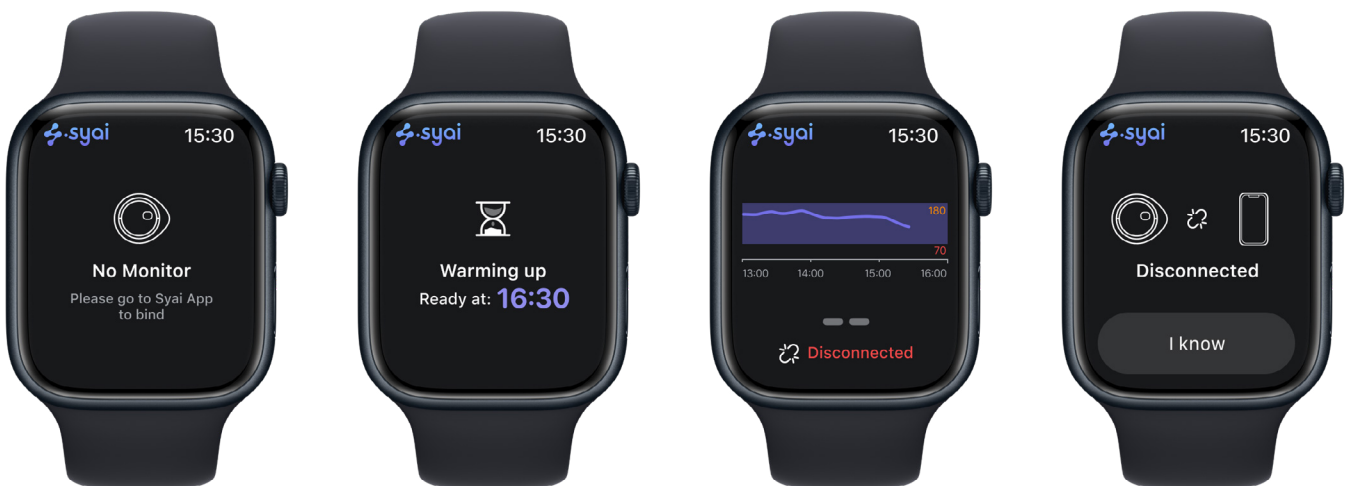 syai 15:30
No Monitor
Please go to Syai App
to bind
syai 15:30
Warming up
Ready at: 16:30
syai 15:30
180
70
13:00 14:00 15:00 16:00
Disconnected
syai 15:30
Disconnected
I know